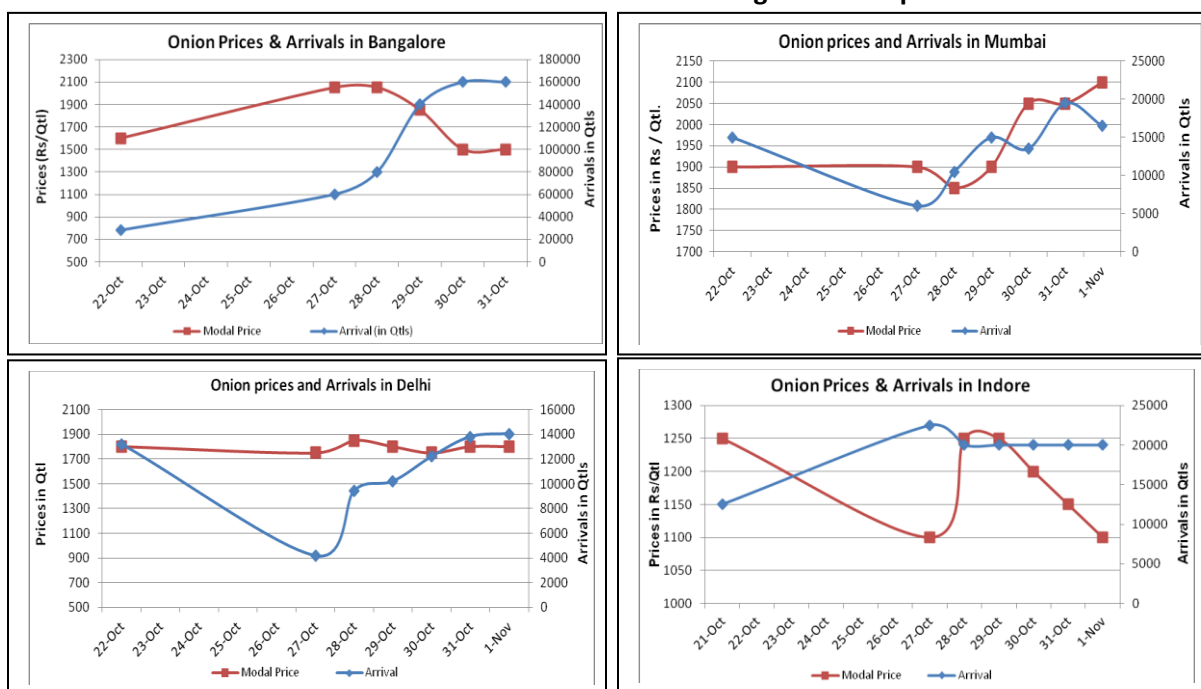 Onion Prices & Arrivals in Bangalore
Prices (Rs/Qtl)
2300
2100
1900
1700
1500
1300
1100
900
700
500
180000
160000
140000
120000
100000
80000
60000
40000
20000
0
Arrivals in Qtls
22-Oct
23-Oct
24-Oct
25-Oct
26-Oct
27-Oct
28-Oct
29-Oct
30-Oct
31-Oct
Modal Price
Arrival (in Qtls)
Onion prices and Arrivals in Mumbai
Prices in Rs / Qtl.
2150
2100
2050
2000
1950
1900
1850
1800
1750
1700
25000
20000
15000
10000
5000
0
Arrivals in Qtls
22-Oct
23-Oct
24-Oct
25-Oct
26-Oct
27-Oct
28-Oct
29-Oct
30-Oct
31-Oct
1-Nov
Modal Price
Arrival
Onion prices and Arrivals in Delhi
Prices in Qtl
2100
1900
1700
1500
1300
1100
900
700
500
16000
14000
12000
10000
8000
6000
4000
2000
0
Arrivals in Qtls
22-Oct
23-Oct
24-Oct
25-Oct
26-Oct
27-Oct
28-Oct
29-Oct
30-Oct
31-Oct
1-Nov
Modal Price
Arrival
Onion Prices & Arrivals in Indore
Prices in Rs/Qtl
1300
1250
1200
1150
1100
1050
1000
25000
20000
15000
10000
5000
0
Arrivals in Qtls
21-Oct
22-Oct
23-Oct
24-Oct
25-Oct
26-Oct
27-Oct
28-Oct
29-Oct
30-Oct
31-Oct
1-Nov
Modal Price
Arrival